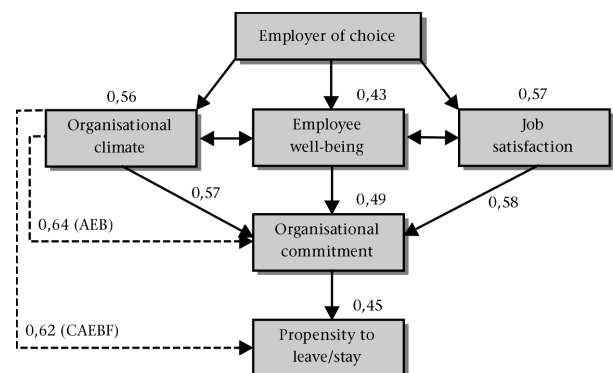 Employer of choice
0,56
0,43
0,57
Organisational
climate
Employee
well-being
Job
satisfaction
0,57
0,49
0,58
0,64 (AEB)
Organisational
commitment
0,45
0,62 (CAEBF)
Propensity to
leave/stay